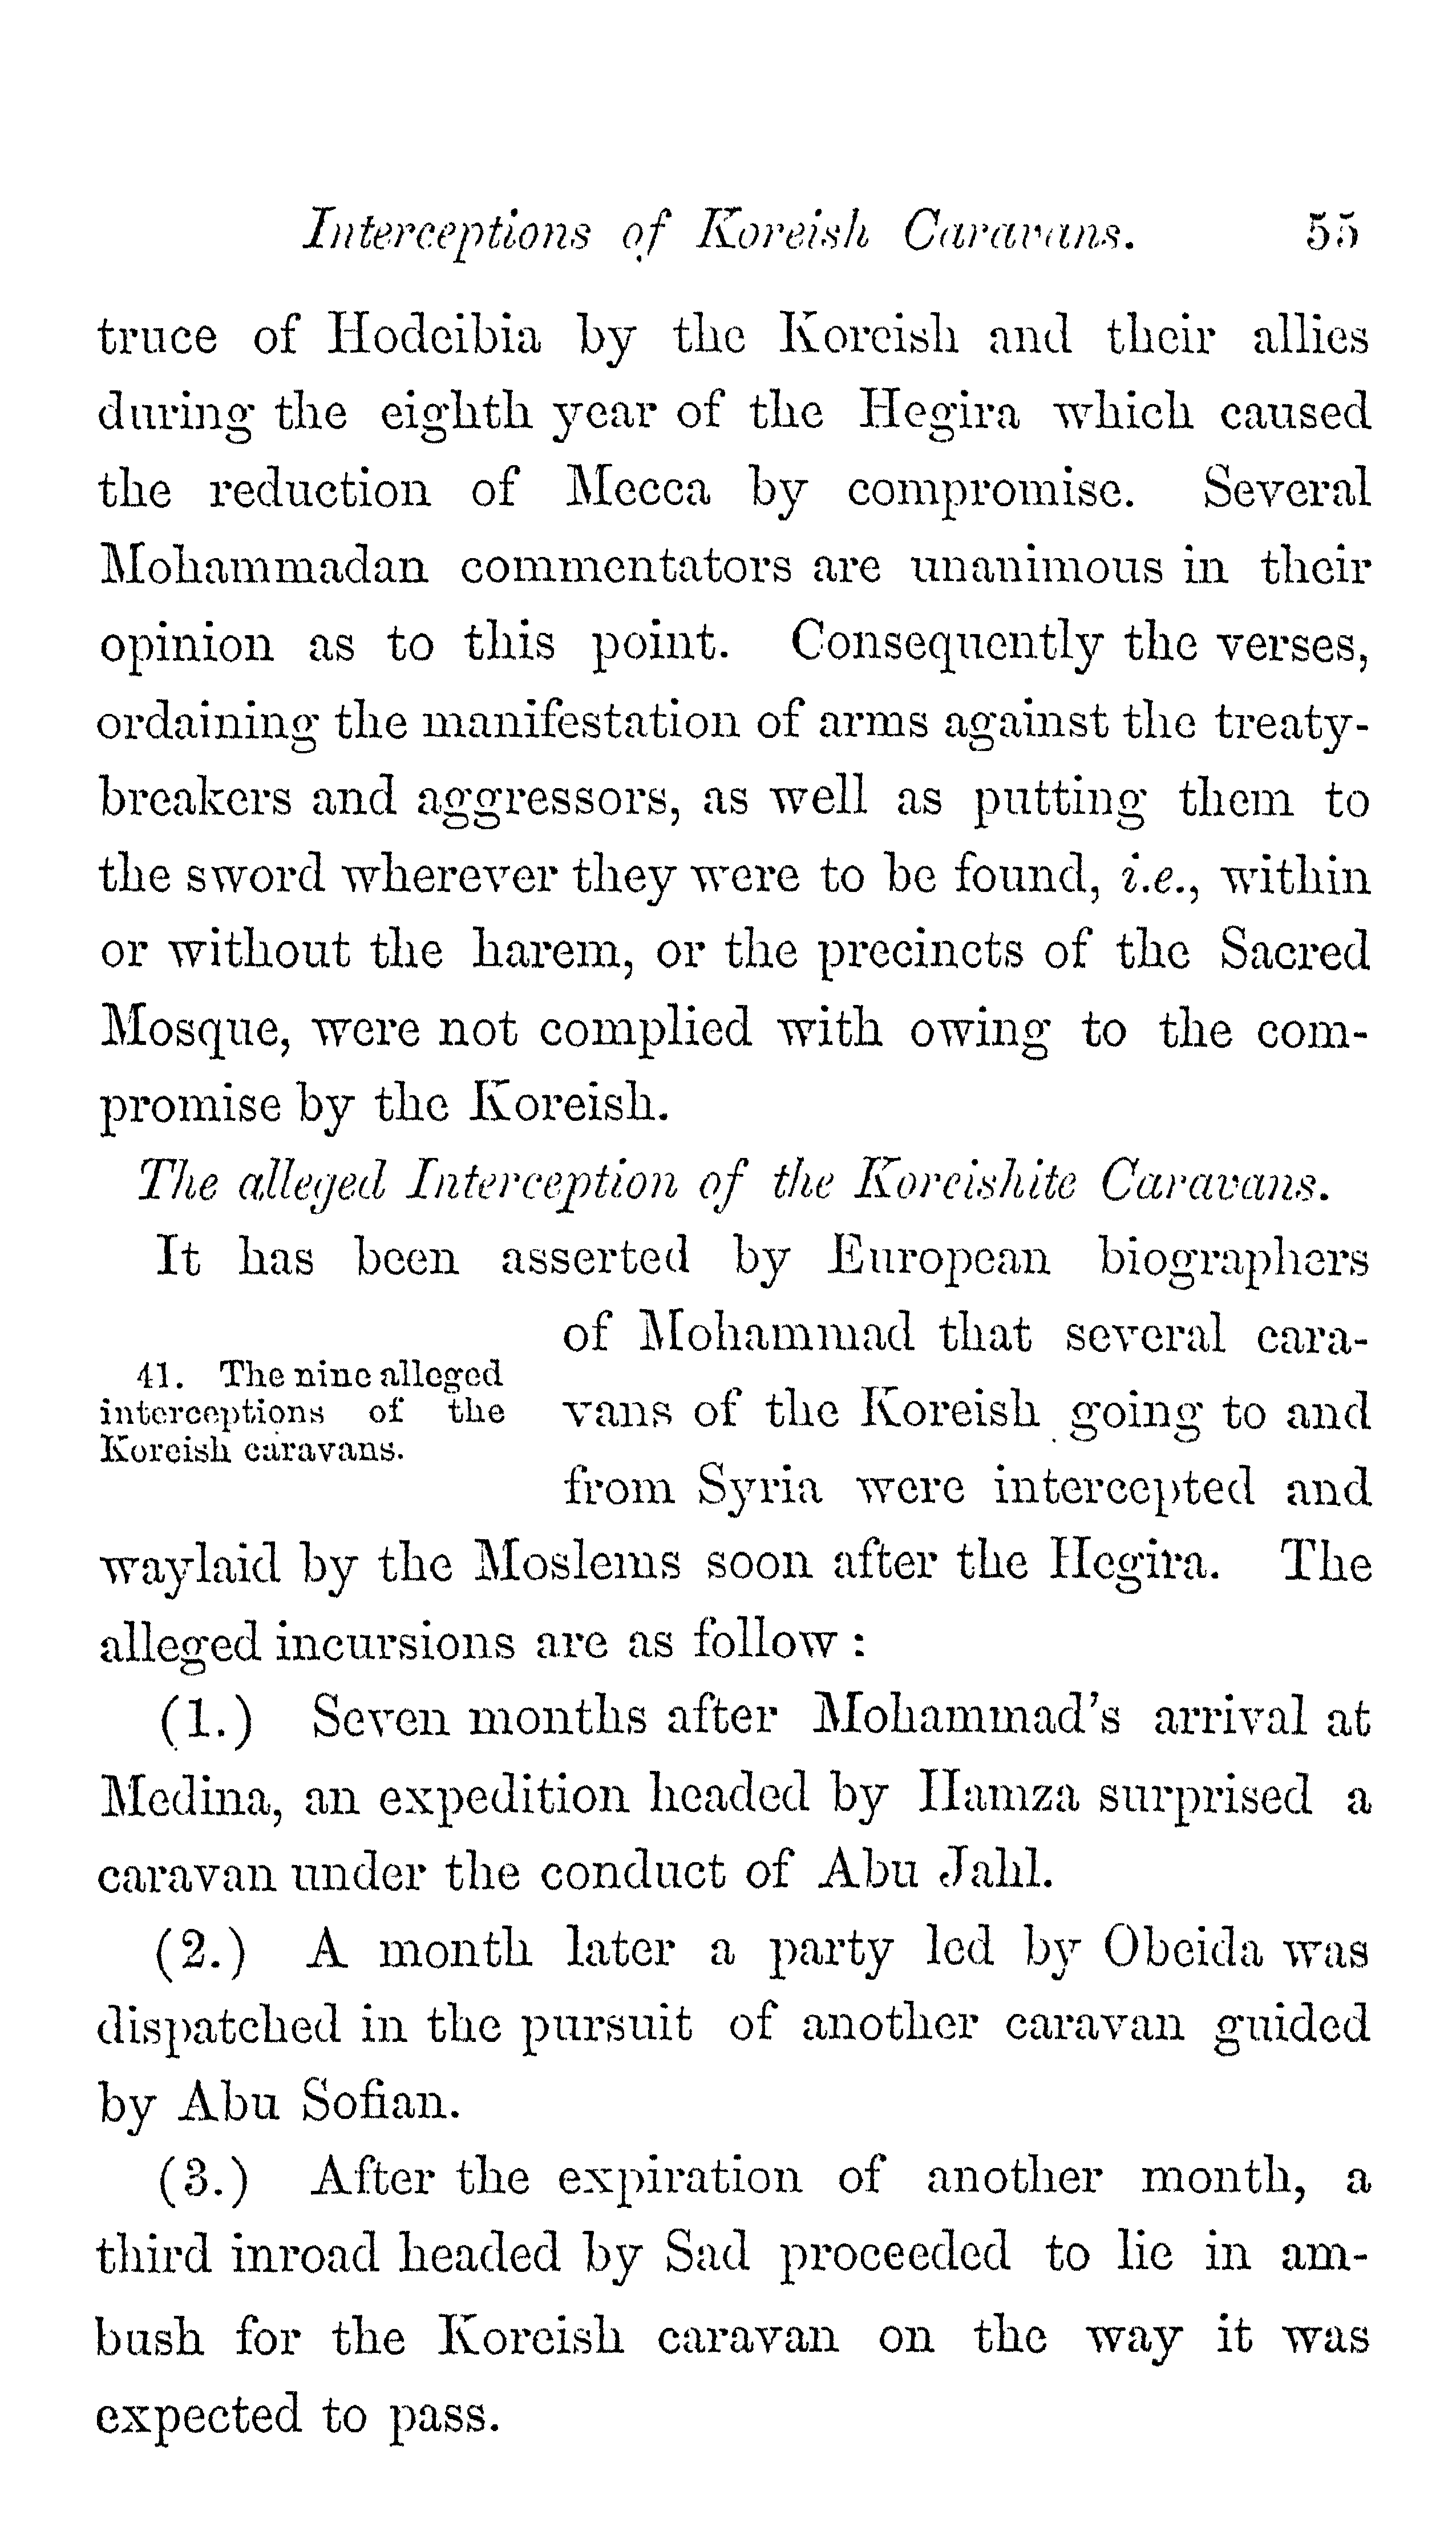 Interceptions of Koreish Caravans. 55
truce of Hodeibia by the Koreish and their allies
during the eighth year of the Hegira which caused
the reduction of Mecca by compromise. Several
Mohammadan commentators are unanimous in their
opinion as to this point. Consequently the verses,
ordaining the manifestation of arms against the treaty-
breakers and aggressors, as well as putting them to
the sword wherever they were to be found, i.e., within
or without the harem, or the precincts of the Sacred
Mosque, were not complied with owing to the com-
promise by the Koreish.
The alleged Interception of the Koreishite Caravans.
It has been asserted by European biographers
41. The nine alleged
interceptions of the
Koreish caravans.
of Mohammad that several cara-
vans of the Koreish going to and
from Syria were intercepted and
waylaid by the Moslems soon after the Hegira. The
alleged incursions are as follow :
(1.) Seven months after Mohammad's arrival at
Medina, an expedition headed by Hamza surprised a
caravan under the conduct of Abu Jahl.
(2.) A month later a party led by Obeida was
dispatched in the pursuit of another caravan guided
by Abu Sofian.
(3.) After the expiration of another month, a
third inroad headed by Sad proceeded to lie in am-
bush for the Koreish caravan on the way it was
expected to pass.